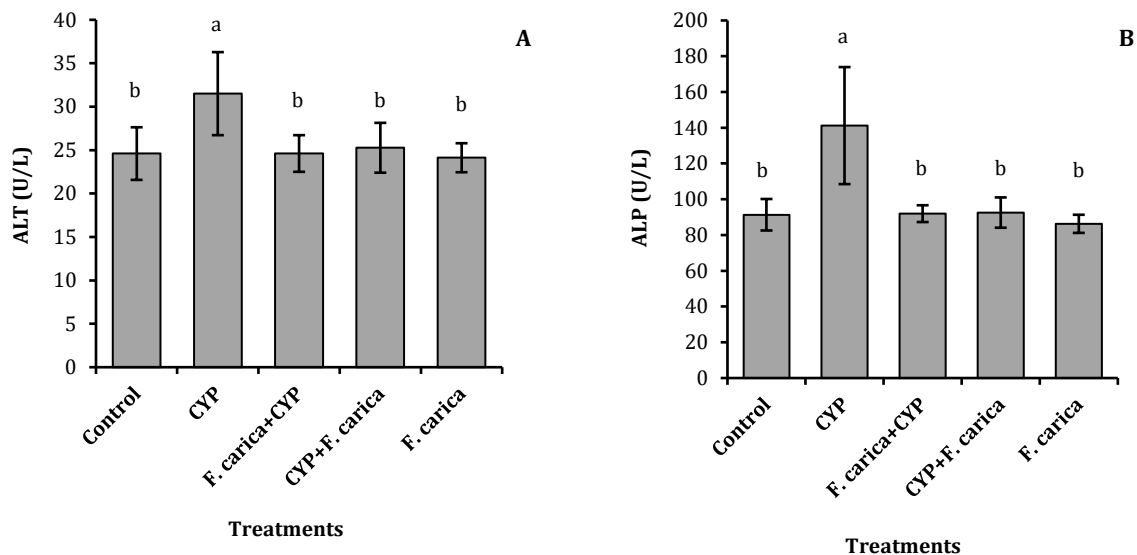 A
ALT (U/L)
40
35
30
25
20
15
10
5
0
a
b
b
b
b
Control
CYP
F. carica+CYP
CYP+F. carica
F. carica
Treatments
B
ALP (U/L)
200
180
160
140
120
100
80
60
40
20
0
a
b
b
b
b
Control
CYP
F. carica+CYP
CYP+F. carica
F. carica
Treatments